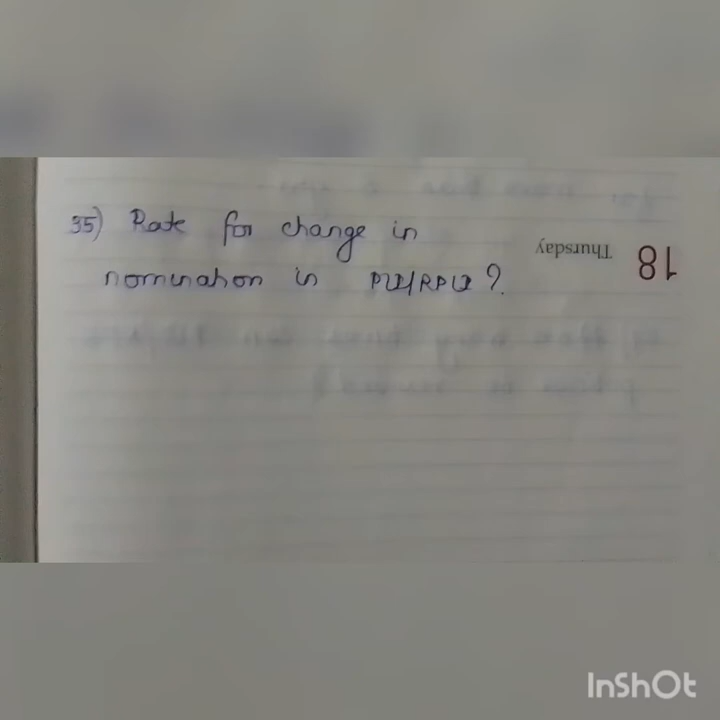 35) Rate for change in
nomination in PLI/RPLI ?
18 Thursday
InShOt